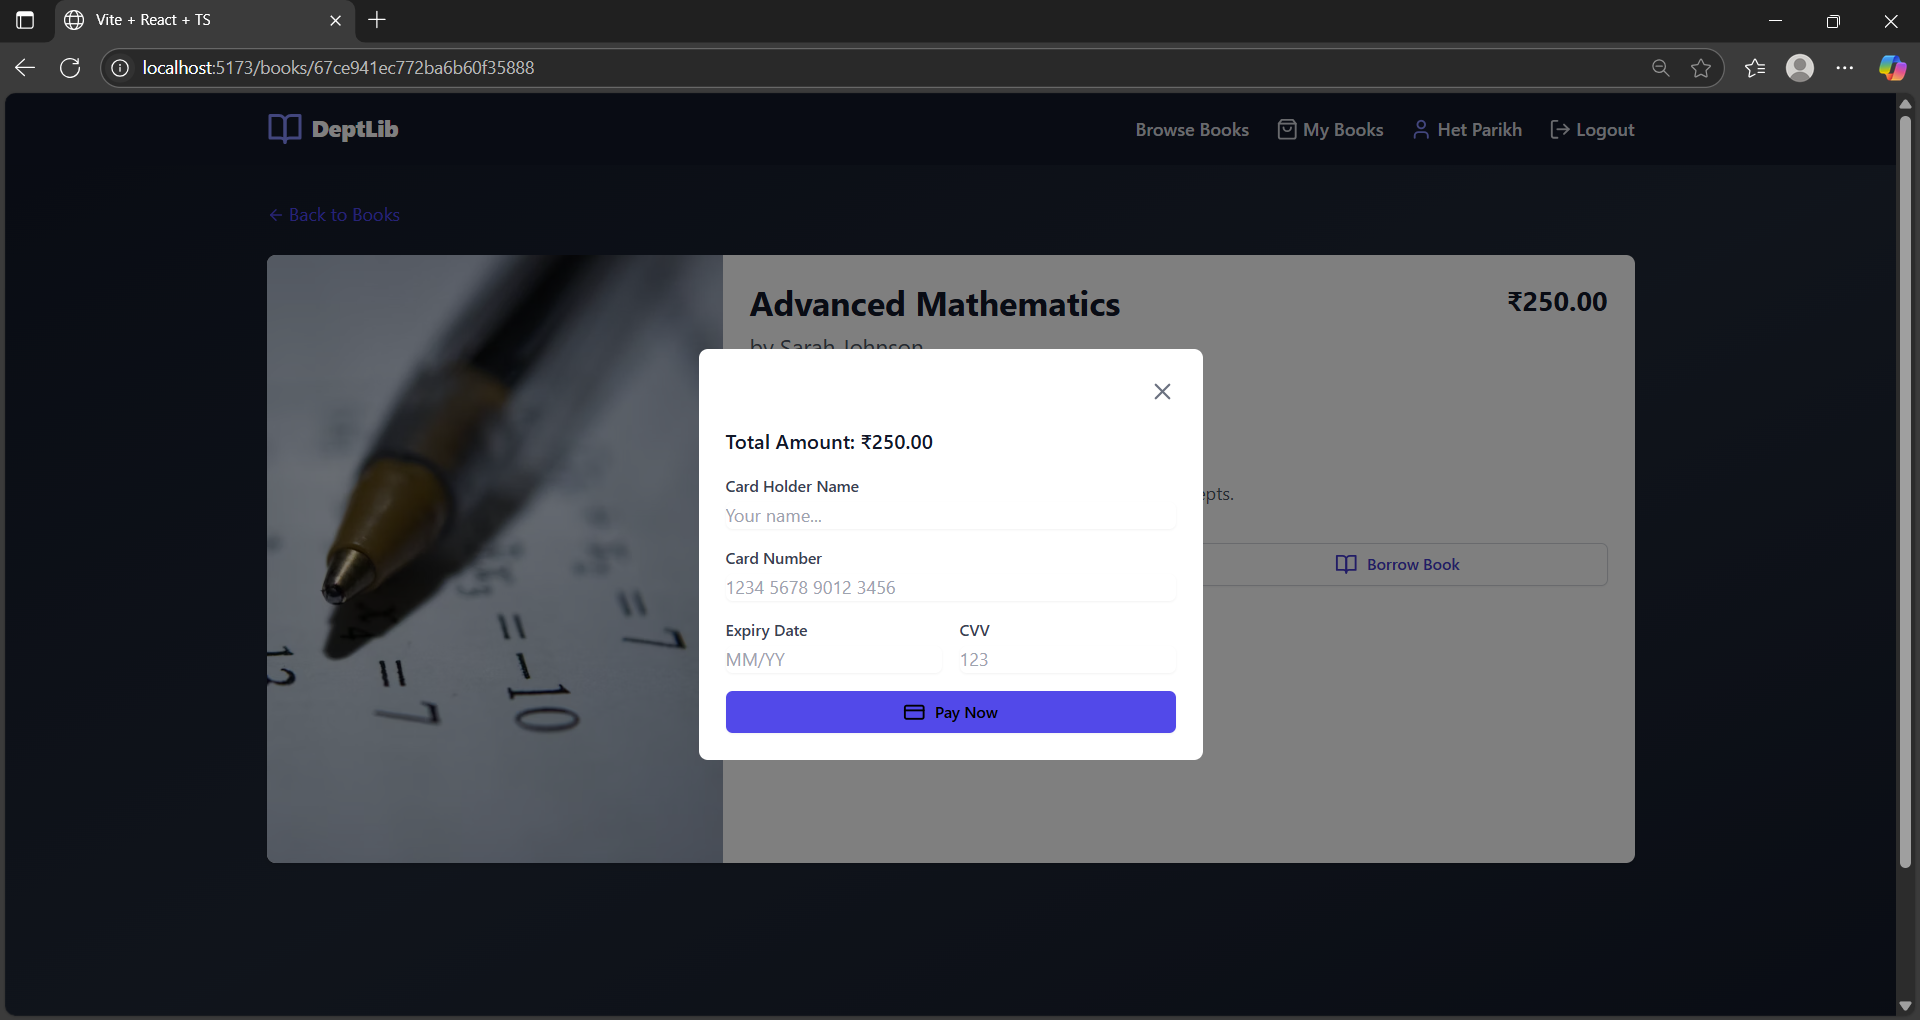 Vite + React + TS
localhost:5173/books/67ce941ec772ba6b60f35888
DeptLib
Browse Books
My Books
Het Parikh
Logout
← Back to Books
Advanced Mathematics
₹250.00
by Sarah Johnson
Total Amount: ₹250.00
Card Holder Name
Your name...
Card Number
1234 5678 9012 3456
Expiry Date
CVV
MM/YY
123
Pay Now
epts.
Borrow Book
12
= 7
= -10
= 7